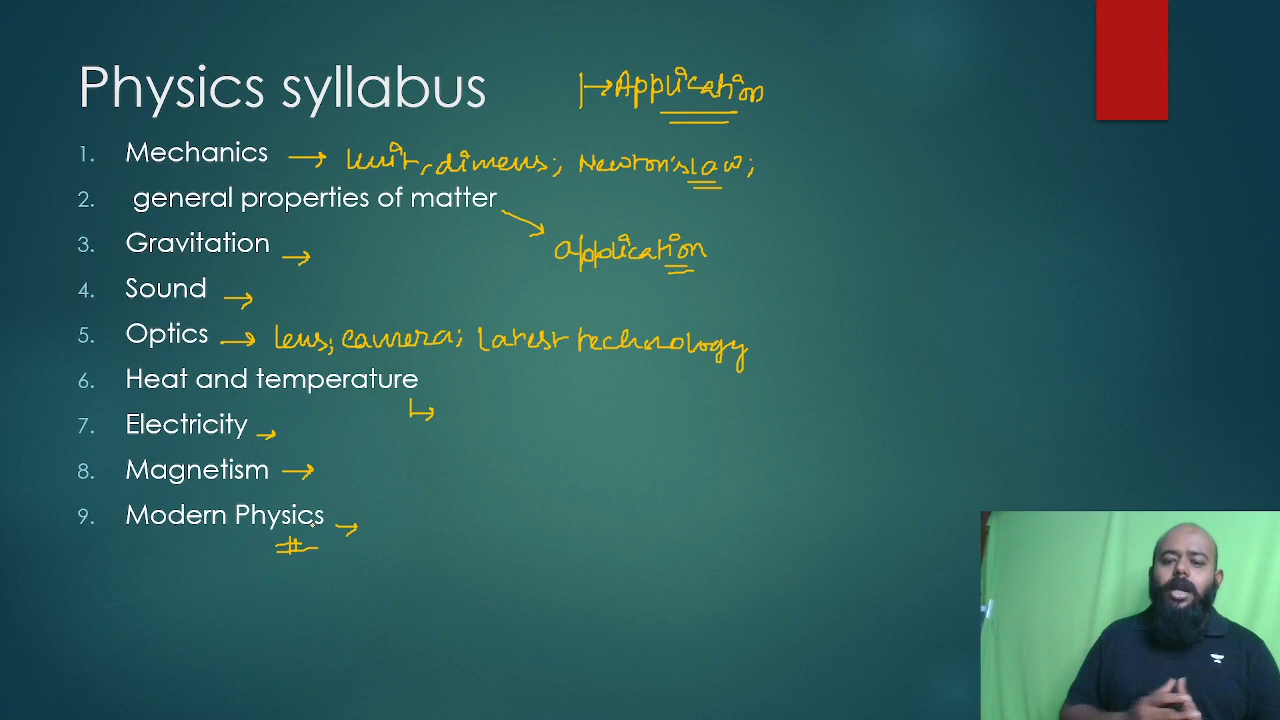 Physics syllabus → Application
1. Mechanics → Unit, dimens; Newton's law;
2. general properties of matter
3. Gravitation → application
4. Sound →
5. Optics → lens; camera; latest technology
6. Heat and temperature
7. Electricity →
8. Magnetism →
9. Modern Physics →